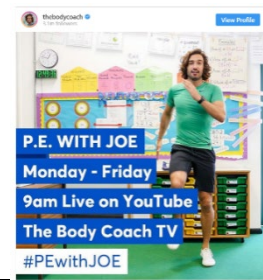 thebodycoach
View Profile
P.E. WITH JOE
Monday - Friday
9am Live on YouTube
The Body Coach TV
#PEwithJOE